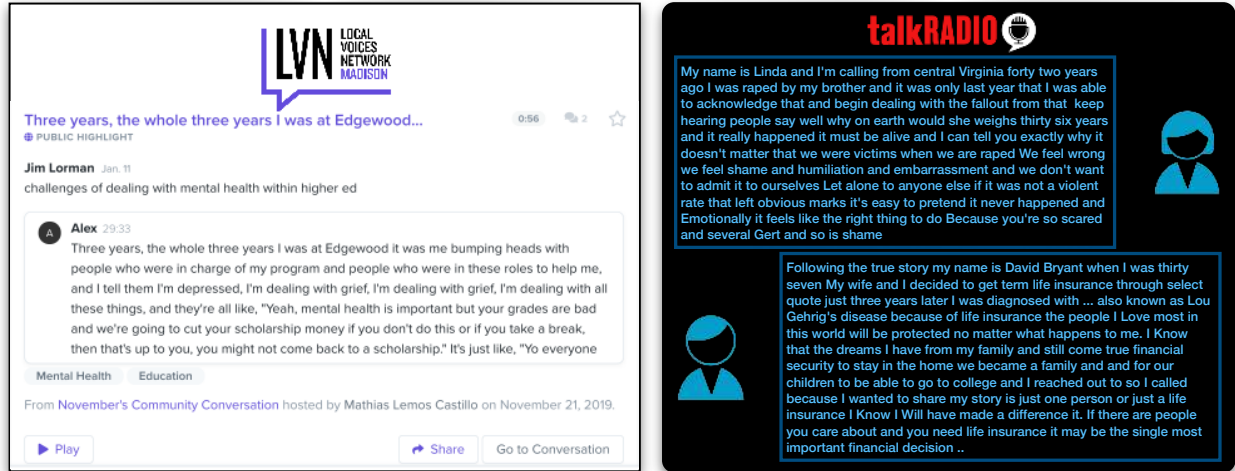 LVN LOCAL
VOICES
NETWORK
MADISON
Three years, the whole three years I was at Edgewood...
0:56
2
PUBLIC HIGHLIGHT
Jim Lorman Jan. 11
challenges of dealing with mental health within higher ed
A
Alex 29:33
Three years, the whole three years I was at Edgewood it was me bumping heads with
people who were in charge of my program and people who were in these roles to help me,
and I tell them I'm depressed, I'm dealing with grief, I'm dealing with grief, I'm dealing with all
these things, and they're all like, "Yeah, mental health is important but your grades are bad
and we're going to cut your scholarship money if you don't do this or if you take a break,
then that's up to you, you might not come back to a scholarship." It's just like, "Yo everyone
Mental Health Education
From November's Community Conversation hosted by Mathias Lemos Castillo on November 21, 2019.
Play
Share
Go to Conversation
talkRADIO
My name is Linda and I'm calling from central Virginia forty two years
ago I was raped by my brother and it was only last year that I was able
to acknowledge that and begin dealing with the fallout from that keep
hearing people say well why on earth would she weighs thirty six years
and it really happened it must be alive and I can tell you exactly why it
doesn't matter that we were victims when we are raped We feel wrong
we feel shame and humiliation and embarrassment and we don't want
to admit it to ourselves Let alone to anyone else if it was not a violent
rate that left obvious marks it's easy to pretend it never happened and
Emotionally it feels like the right thing to do Because you're so scared
and several Gert and so is shame
Following the true story my name is David Bryant when I was thirty
seven My wife and I decided to get term life insurance through select
quote just three years later I was diagnosed with ... also known as Lou
Gehrig's disease because of life insurance the people I Love most in
this world will be protected no matter what happens to me. I Know
that the dreams I have from my family and still come true financial
security to stay in the home we became a family and and for our
children to be able to go to college and I reached out to so I called
because I wanted to share my story is just one person or just a life
insurance I Know I Will have made a difference it. If there are people
you care about and you need life insurance it may be the single most
important financial decision ..